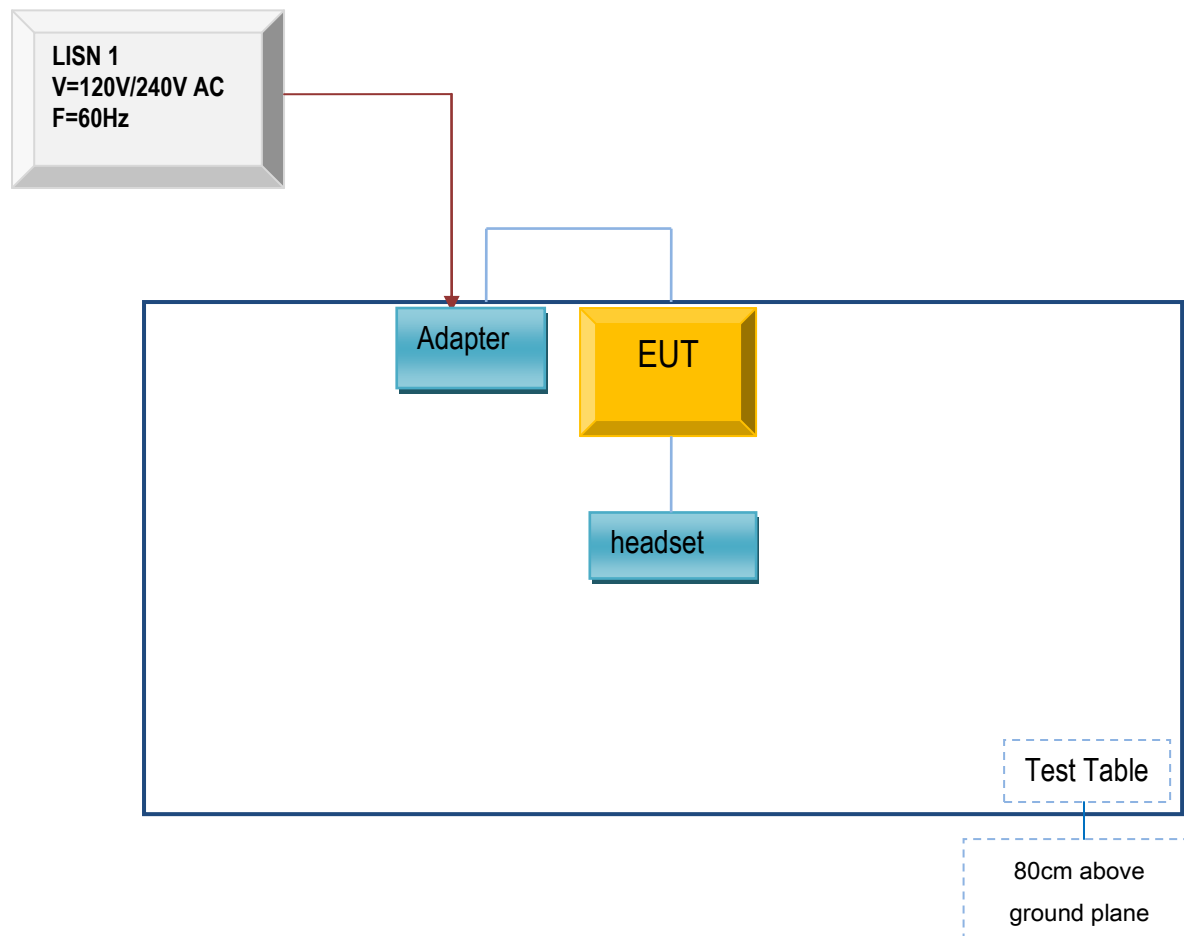 LISN 1
V=120V/240V AC
F=60Hz
Adapter
EUT
headset
Test Table
80cm above
ground plane